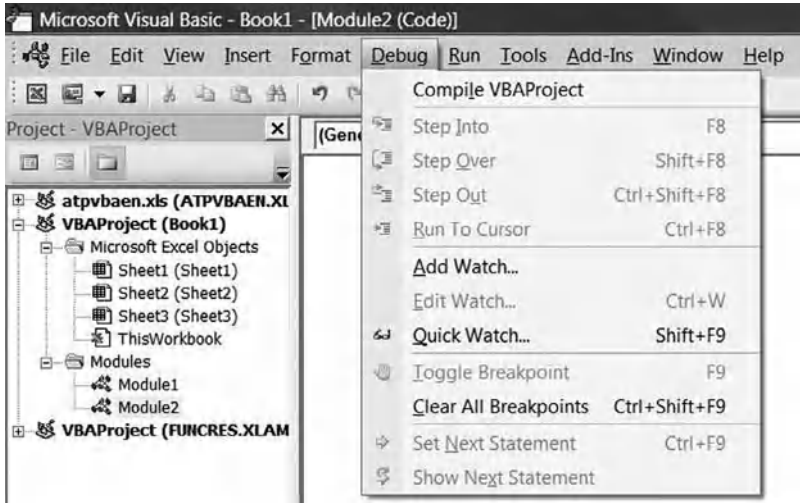 Microsoft Visual Basic - Book1 - [Module2 (Code)]
File Edit View Insert Format Debug Run Tools Add-Ins Window Help
Project - VBAProject
(Gene
atpvbaen.xls (ATPVBAEN.XL
VBAProject (Book1)
Microsoft Excel Objects
Sheet1 (Sheet1)
Sheet2 (Sheet2)
Sheet3 (Sheet3)
ThisWorkbook
Modules
Module1
Module2
VBAProject (FUNCRES.XLAM
Compile VBAProject
Step Into F8
Step Over Shift+F8
Step Out Ctrl+Shift+F8
Run To Cursor Ctrl+F8
Add Watch...
Edit Watch... Ctrl+W
Quick Watch... Shift+F9
Toggle Breakpoint F9
Clear All Breakpoints Ctrl+Shift+F9
Set Next Statement Ctrl+F9
Show Next Statement